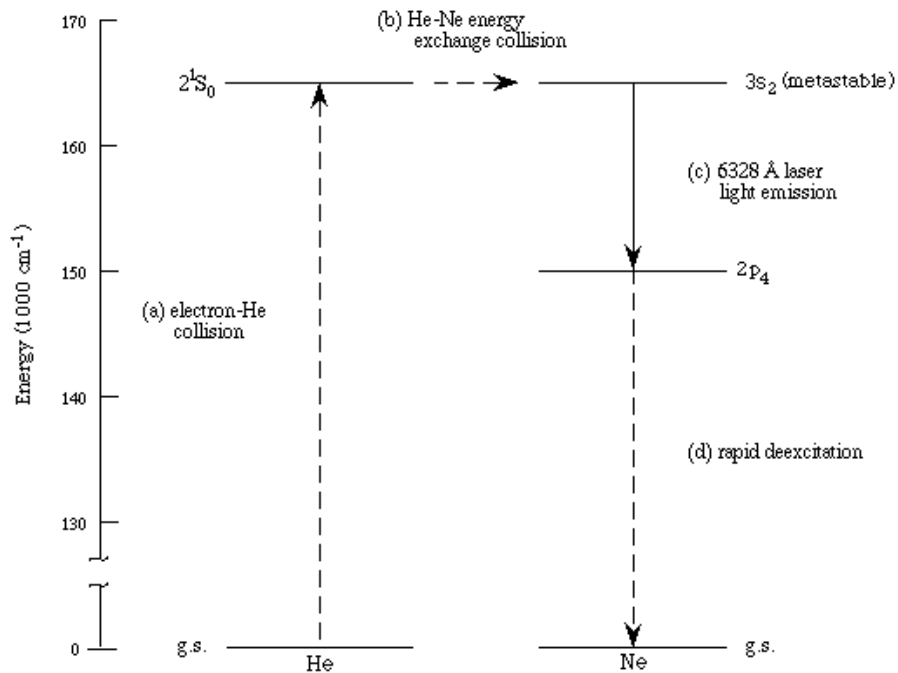 170
(b) He-Ne energy
exchange collision
2¹S₀
3s₂ (metastable)
160
(c) 6328 Å laser
light emission
150
2p₄
(a) electron-He
collision
Energy (1000 cm⁻¹)
140
(d) rapid deexcitation
130
0
g.s.
g.s.
He
Ne